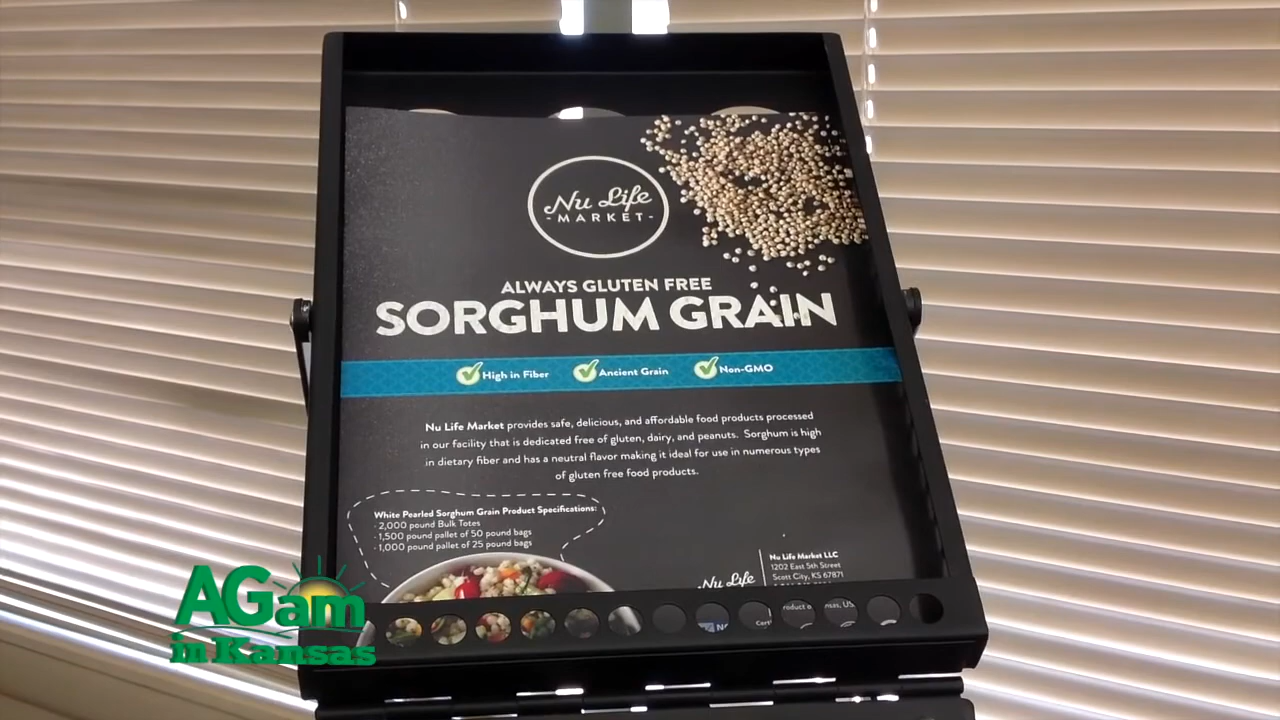 Nu Life
- MARKET -
ALWAYS GLUTEN FREE
SORGHUM GRAIN
High in Fiber
Ancient Grain
Non-GMO
Nu Life Market provides safe, delicious, and affordable food products processed
in our facility that is dedicated free of gluten, dairy, and peanuts. Sorghum is high
in dietary fiber and has a neutral flavor making it ideal for use in numerous types
of gluten free food products.
White Pearled Sorghum Grain Product Specifications:
· 2,000 pound Bulk Totes
· 1,500 pound pallet of 50 pound bags
· 1,000 pound pallet of 25 pound bags
Nu Life
Nu Life Market LLC
1202 East 5th Street
Scott City, KS 67871
AGam
in Kansas